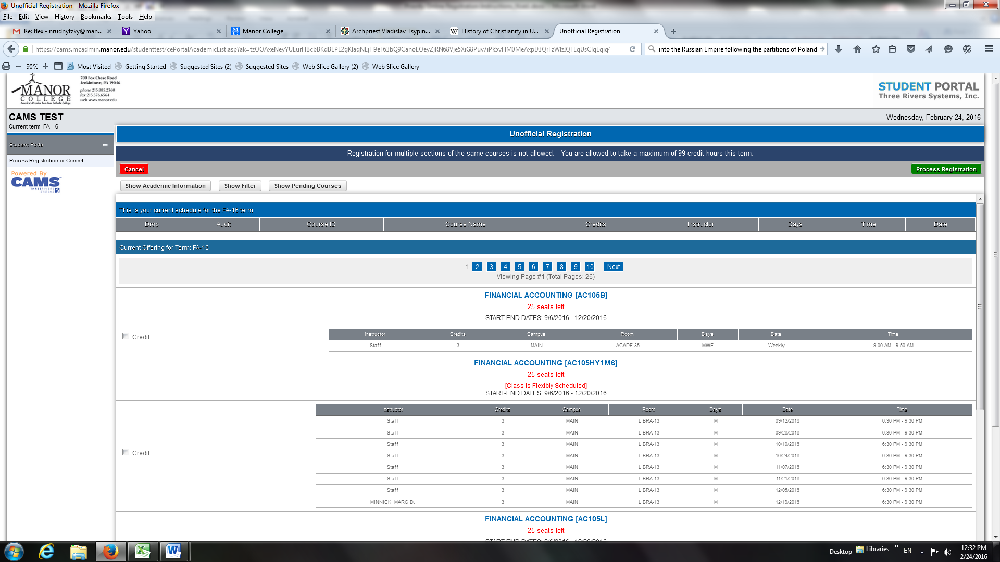 Unofficial Registration - Mozilla Firefox
File Edit View History Bookmarks Tools Help
Re: flex - nrudnytzky@man...
Yahoo
Manor College
Archpriest Vladislav Tsypin...
History of Christianity in U...
Unofficial Registration
into the Russian Empire following the partitions of Poland
90%
Most Visited Getting Started Suggested Sites (2) Suggested Sites Web Slice Gallery (2) Web Slice Gallery
MANOR
COLLEGE
America's Premier Two-Year Catholic College
700 Fox Chase Road
Jenkintown, PA 19046
phone 215.885.2360
fax 215.576.6564
web www.manor.edu
STUDENT PORTAL
Three Rivers Systems, Inc.
CAMS TEST
Current term: FA-16
Wednesday, February 24, 2016
Student Portal
Process Registration or Cancel
Powered By
CAMS
THREE RIVERS
SYSTEMS
Unofficial Registration
Registration for multiple sections of the same courses is not allowed. You are allowed to take a maximum of 99 credit hours this term.
Cancel Process Registration
Show Academic Information Show Filter Show Pending Courses
This is your current schedule for the FA-16 term
Drop Audit Course ID Course Name Credits Instructor Days Time Date
Current Offering for Term: FA-16
1 2 3 4 5 6 7 8 9 10 Next
Viewing Page #1 (Total Pages: 26)
FINANCIAL ACCOUNTING [AC105B]
25 seats left
START-END DATES: 9/6/2016 - 12/20/2016
Credit
Instructor Credits Campus Room Days Date Time
Staff 3 MAIN ACADE-35 MWF Weekly 9:00 AM - 9:50 AM
FINANCIAL ACCOUNTING [AC105HY1M6]
25 seats left
[Class is Flexibly Scheduled]
START-END DATES: 9/6/2016 - 12/20/2016
Credit
Instructor Credits Campus Room Days Date Time
Staff 3 MAIN LIBRA-13 M 09/12/2016 6:30 PM - 9:30 PM
Staff 3 MAIN LIBRA-13 M 09/26/2016 6:30 PM - 9:30 PM
Staff 3 MAIN LIBRA-13 M 10/10/2016 6:30 PM - 9:30 PM
Staff 3 MAIN LIBRA-13 M 10/24/2016 6:30 PM - 9:30 PM
Staff 3 MAIN LIBRA-13 M 11/07/2016 6:30 PM - 9:30 PM
Staff 3 MAIN LIBRA-13 M 11/21/2016 6:30 PM - 9:30 PM
Staff 3 MAIN LIBRA-13 M 12/05/2016 6:30 PM - 9:30 PM
MINNICK, MARC D. 3 MAIN LIBRA-13 M 12/19/2016 6:30 PM - 9:30 PM
FINANCIAL ACCOUNTING [AC105L]
25 seats left
START-END DATES: 9/6/2016 - 12/20/2016
Desktop Libraries EN
12:32 PM
2/24/2016